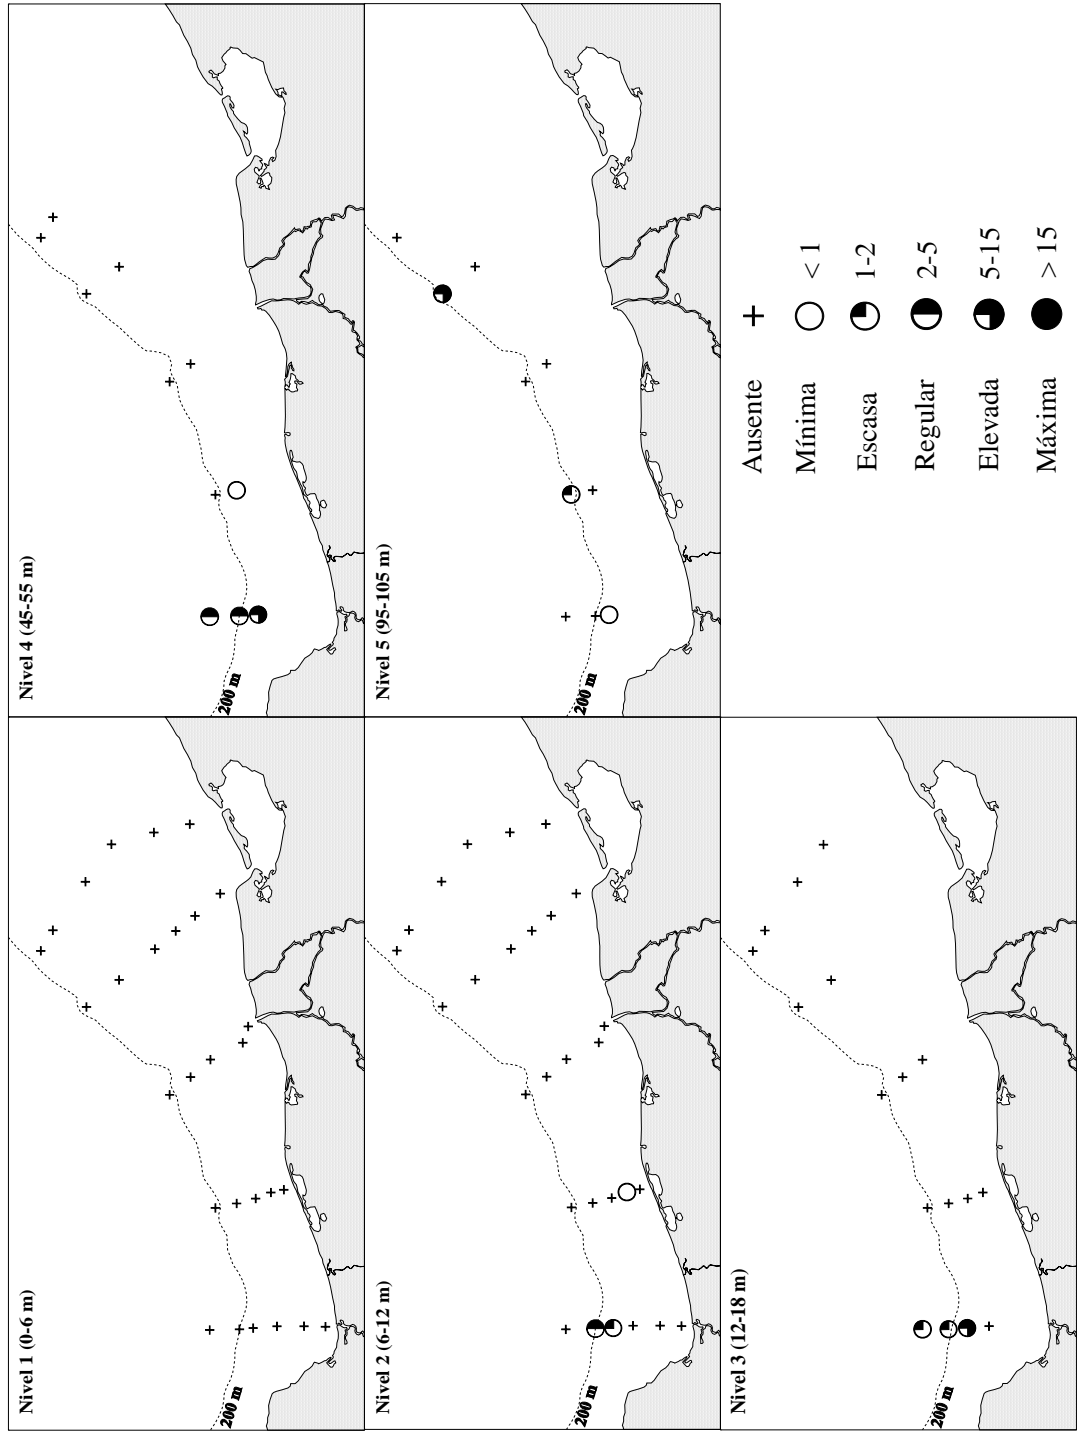 Nivel 1 (0-6 m)
200 m
Nivel 4 (45-55 m)
200 m
Nivel 2 (6-12 m)
200 m
Nivel 5 (95-105 m)
200 m
Nivel 3 (12-18 m)
200 m
Ausente
Mínima < 1
Escasa 1-2
Regular 2-5
Elevada 5-15
Máxima > 15